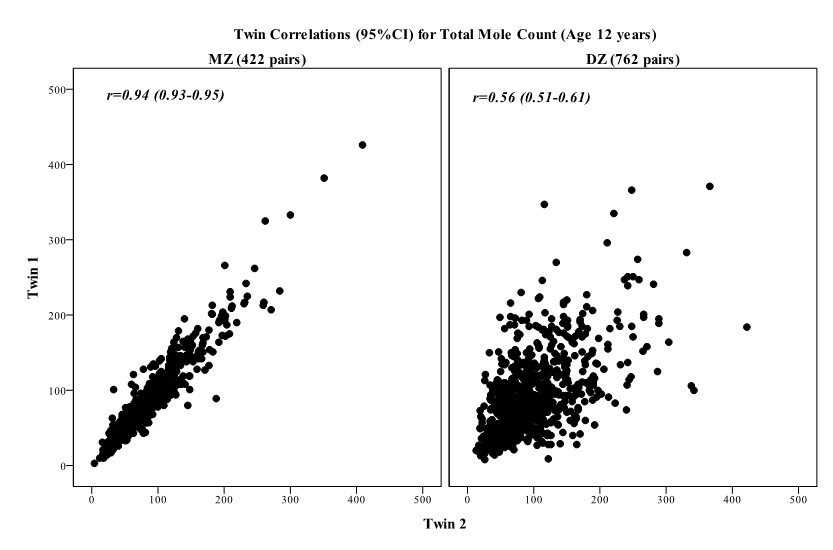 Twin Correlations (95%CI) for Total Mole Count (Age 12 years)
MZ (422 pairs)
DZ (762 pairs)
r=0.94 (0.93-0.95)
r=0.56 (0.51-0.61)
500
400
300
200
100
0
Twin 1
0 100 200 300 400 500
0 100 200 300 400 500
Twin 2